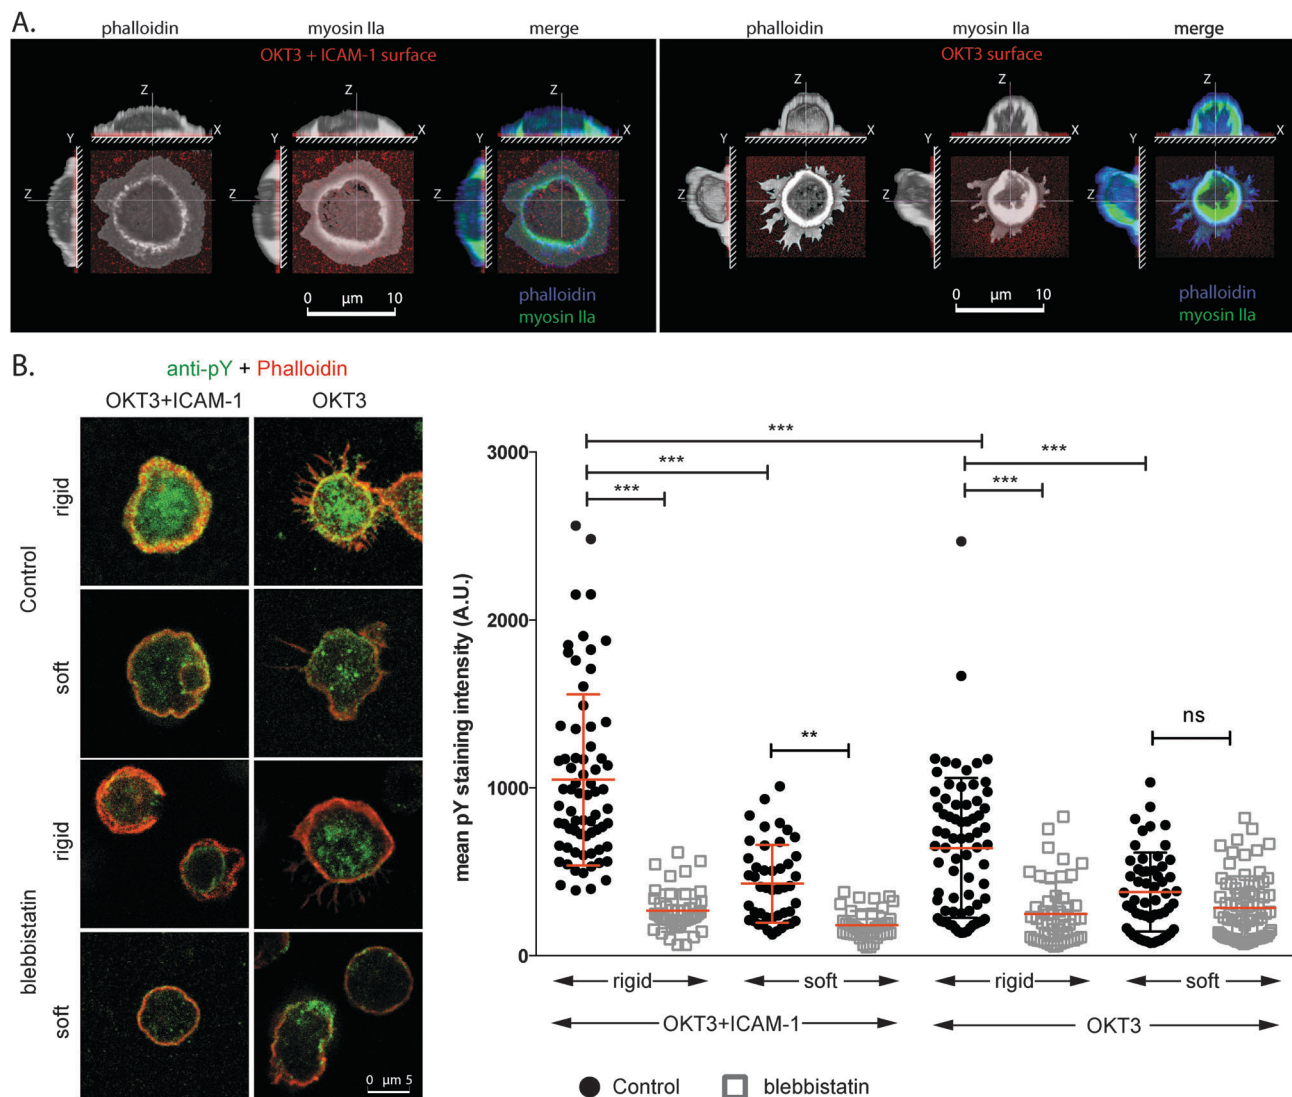 A.
phalloidin myosin IIa merge phalloidin myosin IIa merge
OKT3 + ICAM-1 surface OKT3 surface
Z Z Z Z Z Z
Y X Y X Y X Y X Y X Y X
Z Z Z Z Z Z
0 µm 10 phalloidin 0 µm 10 phalloidin
myosin IIa myosin IIa
B.
anti-pY + Phalloidin
OKT3+ICAM-1 OKT3
Control
rigid
soft
blebbistatin
rigid
soft
0 µm 5
mean pY staining intensity (A.U.)
3000
2000
1000
0
***
*** ***
*** ***
** ns
rigid soft rigid soft
OKT3+ICAM-1 OKT3
Control blebbistatin